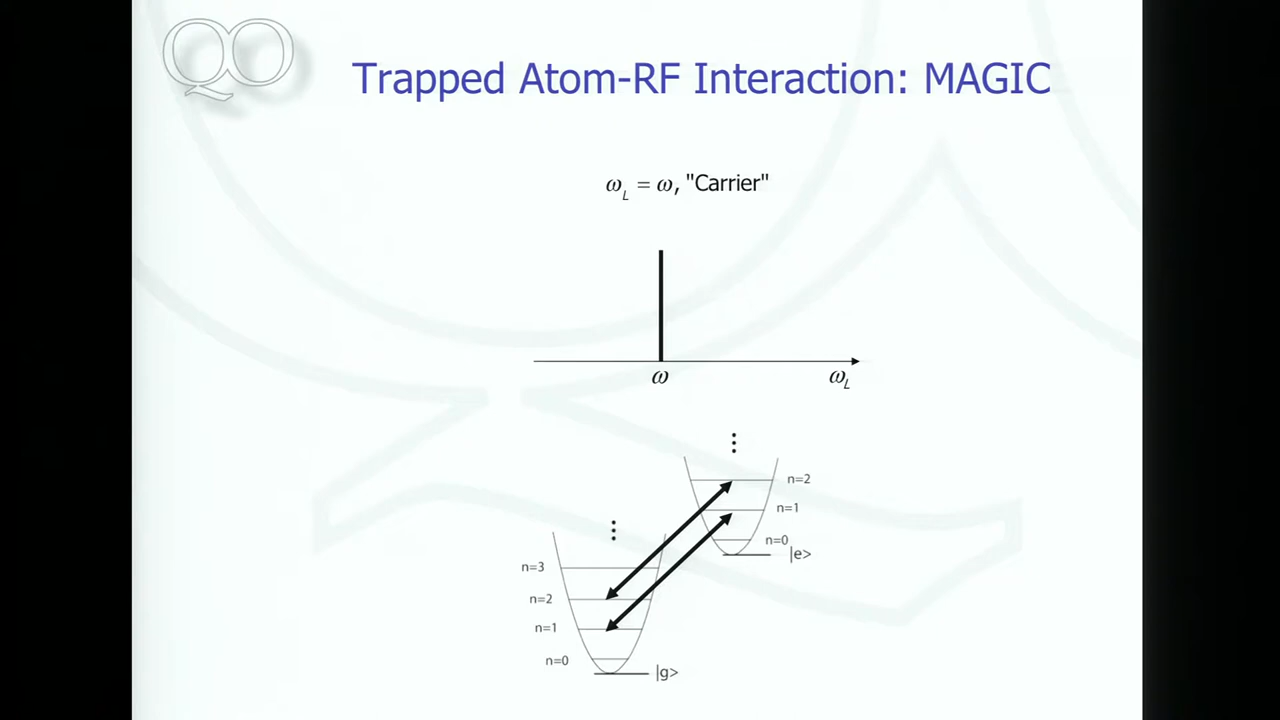 QO
Trapped Atom-RF Interaction: MAGIC
ω_L = ω, "Carrier"
ω
ω_L
n=2
n=1
n=0
|e>
n=3
n=2
n=1
n=0
|g>